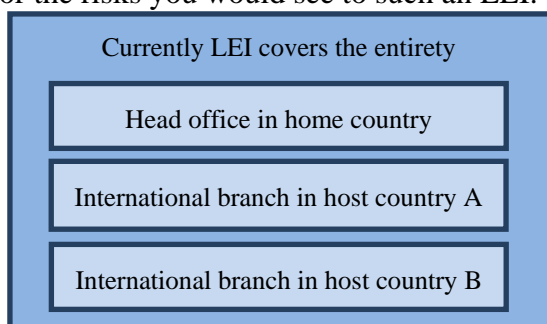 of the risks you would see to such an LEI.
Currently LEI covers the entirety
Head office in home country
International branch in host country A
International branch in host country B